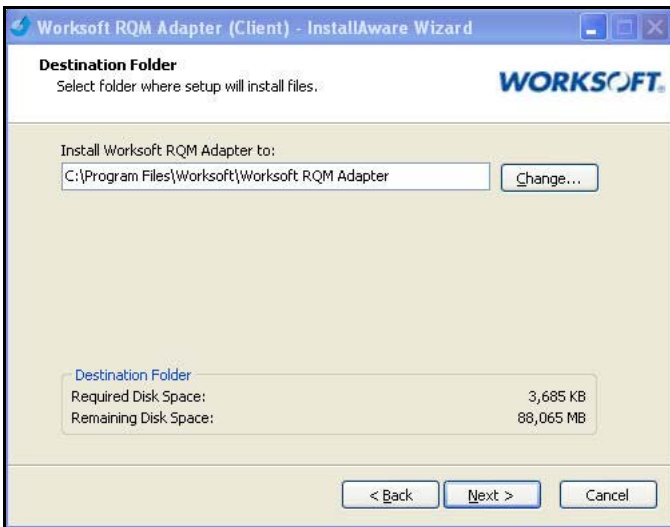 Worksoft RQM Adapter (Client) - InstallAware Wizard
Destination Folder
Select folder where setup will install files.
WORKSOFT®
Install Worksoft RQM Adapter to:
C:\Program Files\Worksoft\Worksoft RQM Adapter Change...
Destination Folder
Required Disk Space: 3,685 KB
Remaining Disk Space: 88,065 MB
< Back Next > Cancel